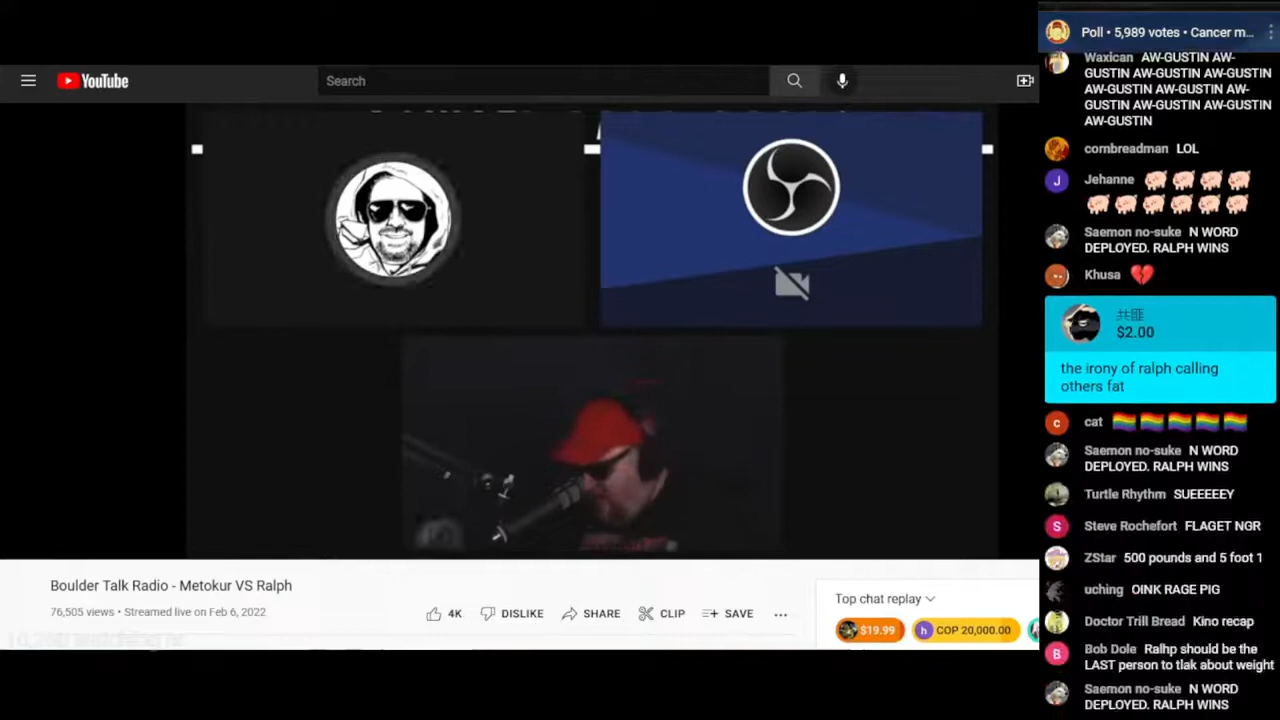 YouTube
Search
Boulder Talk Radio - Metokur VS Ralph
76,505 views • Streamed live on Feb 6, 2022
4K
DISLIKE
SHARE
CLIP
SAVE
Top chat replay
$19.99
h COP 20,000.00
Poll • 5,989 votes • Cancer m...
Waxican AW-GUSTIN AW-
GUSTIN AW-GUSTIN AW-GUSTIN
AW-GUSTIN AW-GUSTIN AW-
GUSTIN AW-GUSTIN AW-GUSTIN
AW-GUSTIN
cornbreadman LOL
J Jehanne
Saemon no-suke N WORD
DEPLOYED. RALPH WINS
Khusa
共匪
$2.00
the irony of ralph calling
others fat
c cat
Saemon no-suke N WORD
DEPLOYED. RALPH WINS
Turtle Rhythm SUEEEEEY
S Steve Rochefort FLAGET NGR
ZStar 500 pounds and 5 foot 1
uching OINK RAGE PIG
Doctor Trill Bread Kino recap
B Bob Dole Ralhp should be the
LAST person to tlak about weight
Saemon no-suke N WORD
DEPLOYED. RALPH WINS